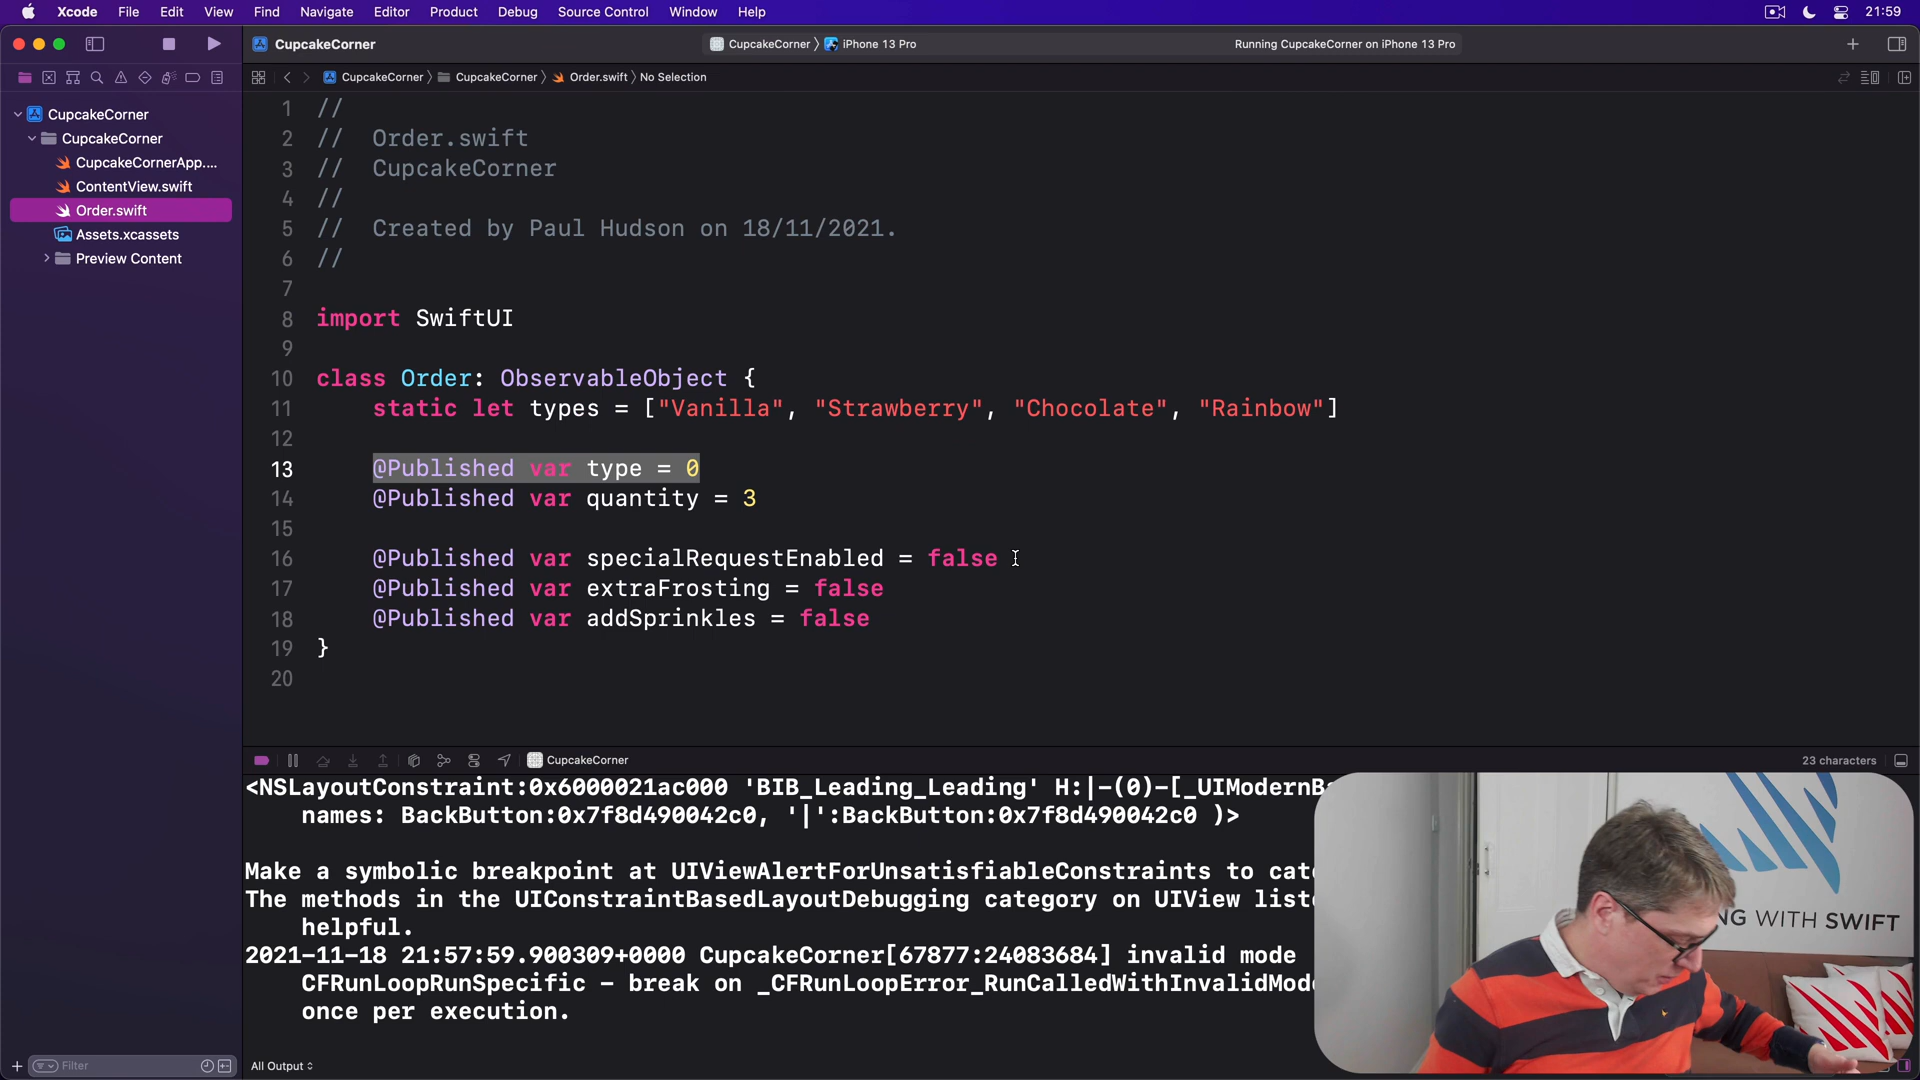 Xcode File Edit View Find Navigate Editor Product Debug Source Control Window Help 21:59
CupcakeCorner CupcakeCorner iPhone 13 Pro Running CupcakeCorner on iPhone 13 Pro
CupcakeCorner CupcakeCorner Order.swift No Selection
CupcakeCorner
CupcakeCorner
CupcakeCornerApp....
ContentView.swift
Order.swift
Assets.xcassets
Preview Content
Filter
1 //
2 // Order.swift
3 // CupcakeCorner
4 //
5 // Created by Paul Hudson on 18/11/2021.
6 //
7
8 import SwiftUI
9
10 class Order: ObservableObject {
11 static let types = ["Vanilla", "Strawberry", "Chocolate", "Rainbow"]
12
13 @Published var type = 0
14 @Published var quantity = 3
15
16 @Published var specialRequestEnabled = false
17 @Published var extraFrosting = false
18 @Published var addSprinkles = false
19 }
20
CupcakeCorner 23 characters
<NSLayoutConstraint:0x6000021ac000 'BIB_Leading_Leading' H:|-(0)-[_UIModernBa
names: BackButton:0x7f8d490042c0, '|':BackButton:0x7f8d490042c0 )>
Make a symbolic breakpoint at UIViewAlertForUnsatisfiableConstraints to catc
The methods in the UIConstraintBasedLayoutDebugging category on UIView liste
helpful.
2021-11-18 21:57:59.900309+0000 CupcakeCorner[67877:24083684] invalid mode
CFRunLoopRunSpecific - break on _CFRunLoopError_RunCalledWithInvalidMode
once per execution.
All Output
NG WITH SWIFT